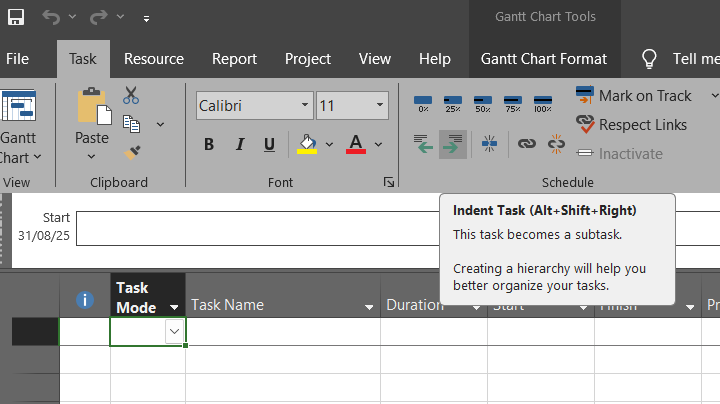 Gantt Chart Tools
File Task Resource Report Project View Help Gantt Chart Format Tell me
Gantt
Chart
View
Paste
Clipboard
Calibri 11
B I U A
Font
0% 25% 50% 75% 100%
Mark on Track
Respect Links
Inactivate
Schedule
Start
31/08/25
Indent Task (Alt+Shift+Right)
This task becomes a subtask.
Creating a hierarchy will help you
better organize your tasks.
Task
Mode
Task Name Duration Start Finish